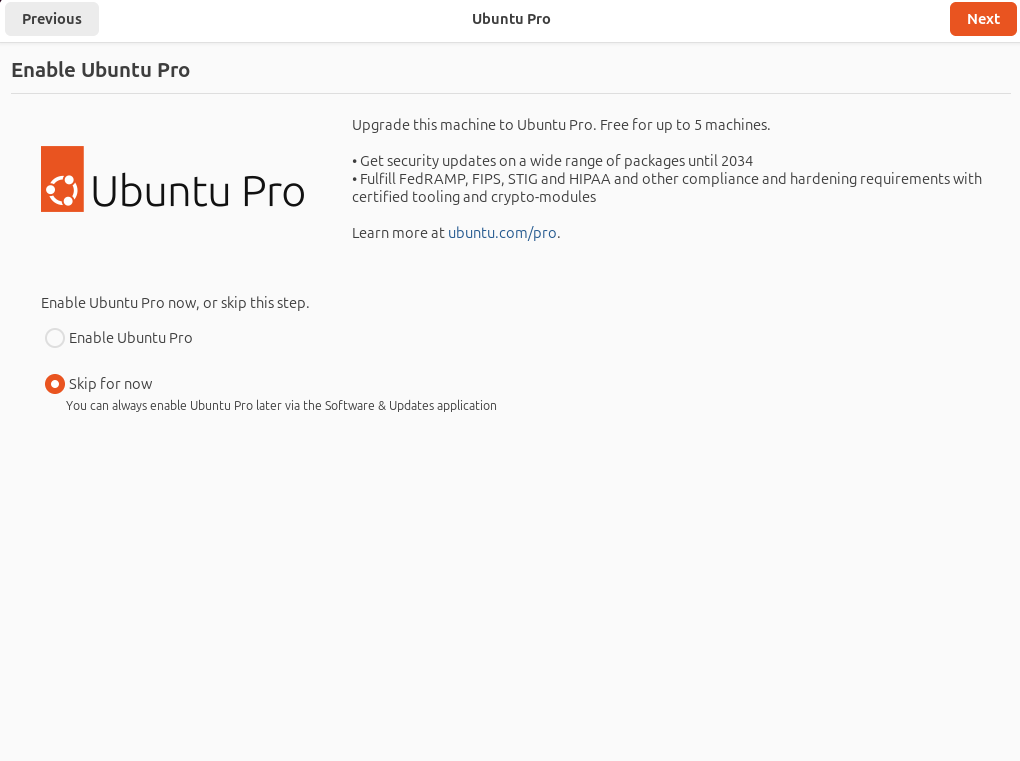 Previous
Ubuntu Pro
Next
Enable Ubuntu Pro
Ubuntu Pro
Upgrade this machine to Ubuntu Pro. Free for up to 5 machines.
• Get security updates on a wide range of packages until 2034
• Fulfill FedRAMP, FIPS, STIG and HIPAA and other compliance and hardening requirements with
certified tooling and crypto-modules
Learn more at ubuntu.com/pro.
Enable Ubuntu Pro now, or skip this step.
Enable Ubuntu Pro
Skip for now
You can always enable Ubuntu Pro later via the Software & Updates application